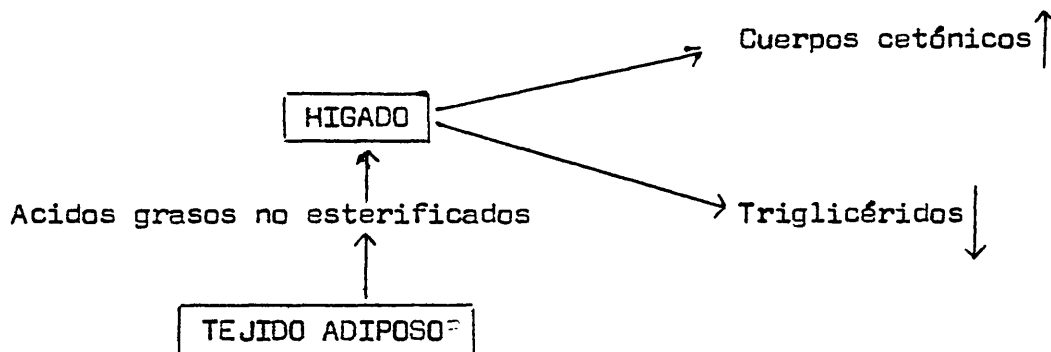 Cuerpos cetónicos
HIGADO
Acidos grasos no esterificados
Triglicéridos
TEJIDO ADIPOSO